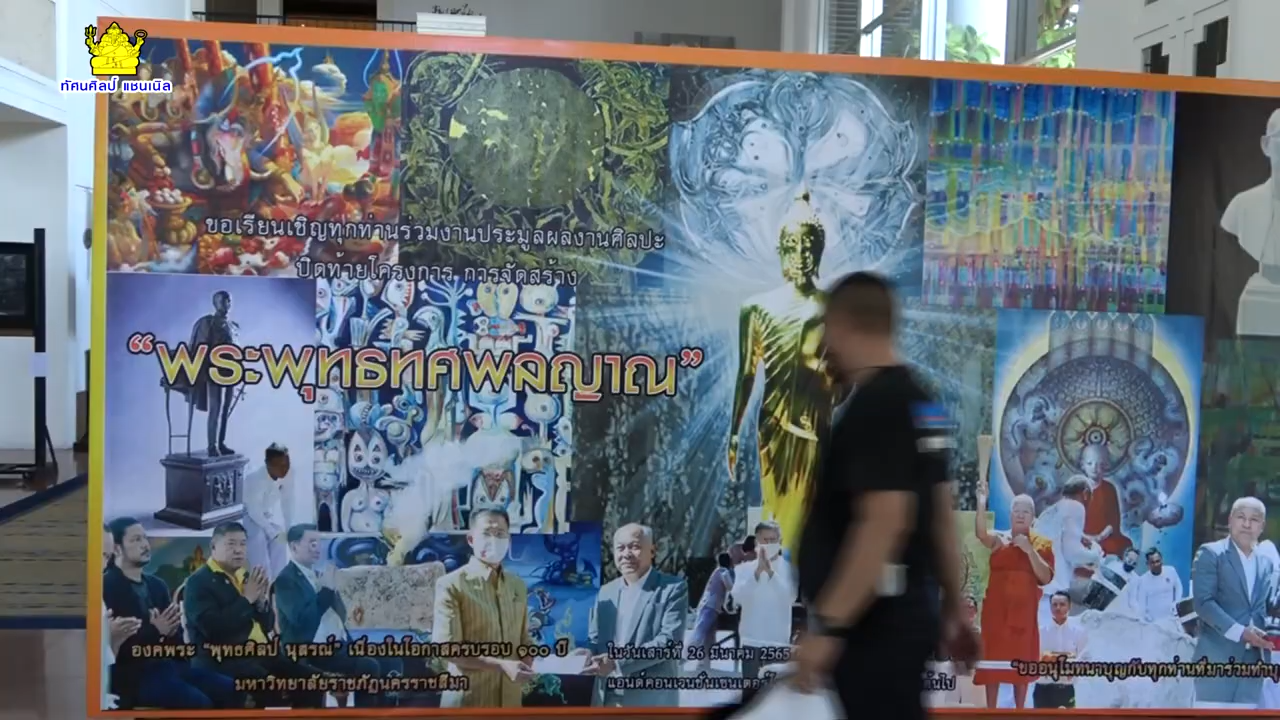 ทัศนศิลป์ แชนเนิล
ขอเรียนเชิญทุกท่านร่วมงานประมูลผลงานศิลปะ
ปิดท้ายโครงการ การจัดสร้าง
“พระพุทธทศพลญาณ”
องค์พระ “พุทธศิลป์ นุสรณ์” เนื่องในโอกาสครบรอบ ๑๐๐ ปี
มหาวิทยาลัยราชภัฏนครราชสีมา
ในวันเสาร์ที่ 26 มีนาคม 2565
แอนด์คอนเวนชั่นเซนเตอร์
ต้นไป
“ขออนุโมทนาบุญกับทุกท่านที่มาร่วมทำบุ